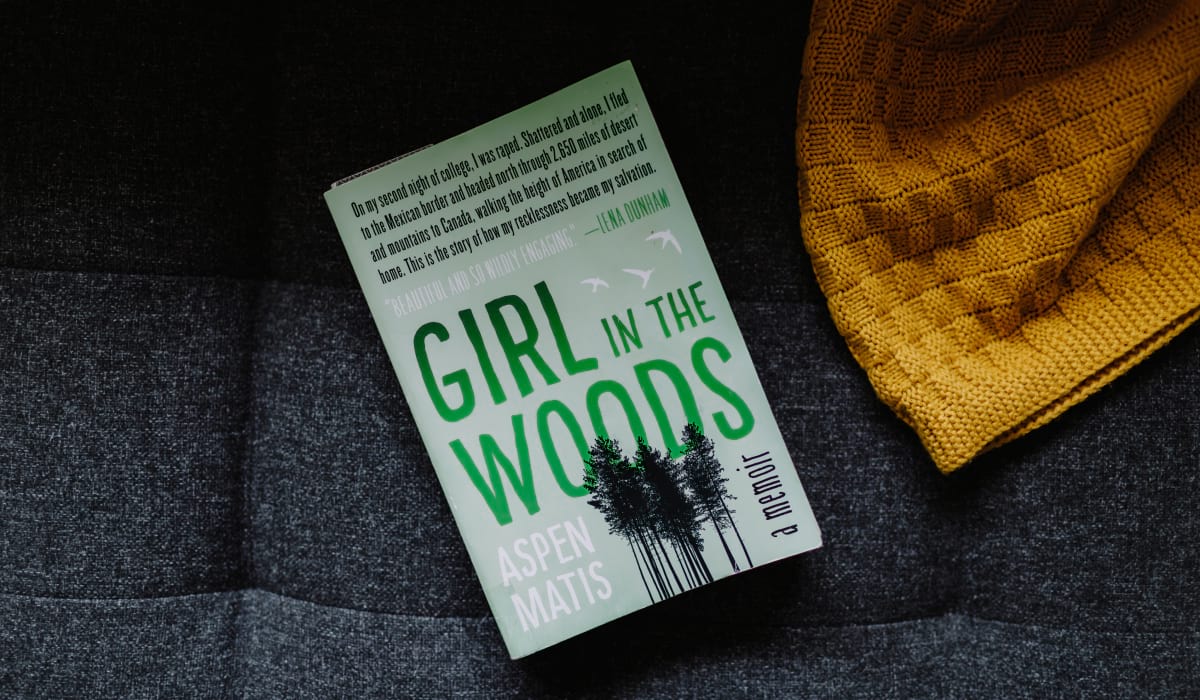 On my second night of college, I was raped. Shattered and alone, I fled
to the Mexican border and headed north through 2,650 miles of desert
and mountains to Canada, walking the height of America in search of
home. This is the story of how my recklessness became my salvation.
"BEAUTIFUL AND SO WILDLY ENGAGING." —LENA DUNHAM
GIRL IN THE
WOODS
a memoir
ASPEN
MATIS